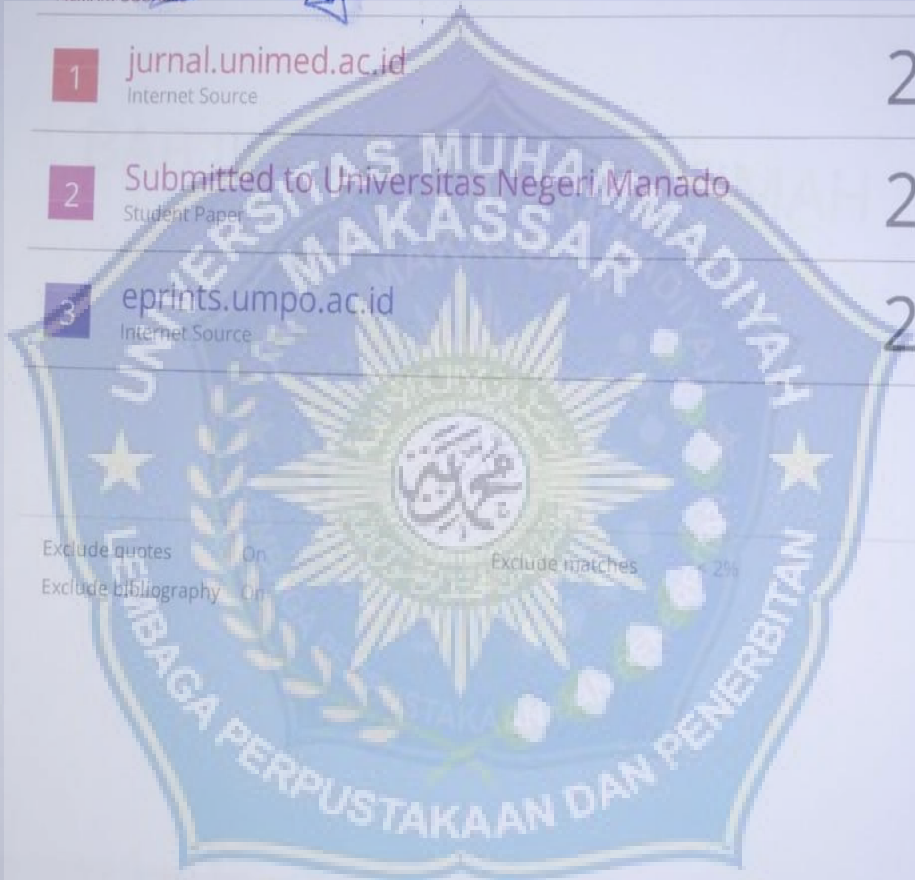 1 jurnal.unimed.ac.id 2
Internet Source
2 Submitted to Universitas Negeri Manado 2
Student Paper
3 eprints.umpo.ac.id 2
Internet Source
Exclude quotes On Exclude matches < 2%
Exclude bibliography On
UNIVERSITAS MUHAMMADIYAH
MAKASSAR
LEMBAGA PERPUSTAKAAN DAN PENERBITAN